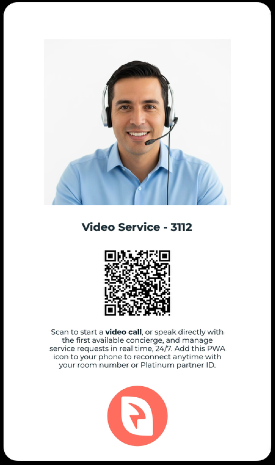 Video Service - 3112
Scan to start a video call, or speak directly with
the first available concierge, and manage
service requests in real time, 24/7. Add this PWA
icon to your phone to reconnect anytime with
your room number or Platinum partner ID.